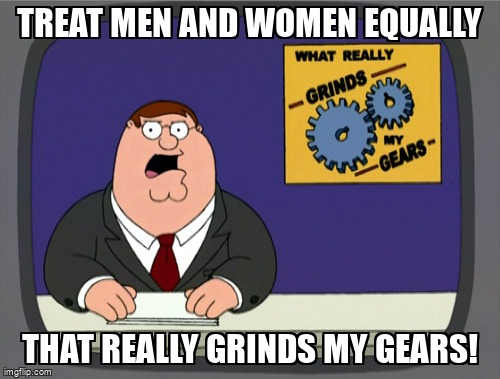 TREAT MEN AND WOMEN EQUALLY
WHAT REALLY
GRINDS
MY
GEARS
THAT REALLY GRINDS MY GEARS!
imgflip.com